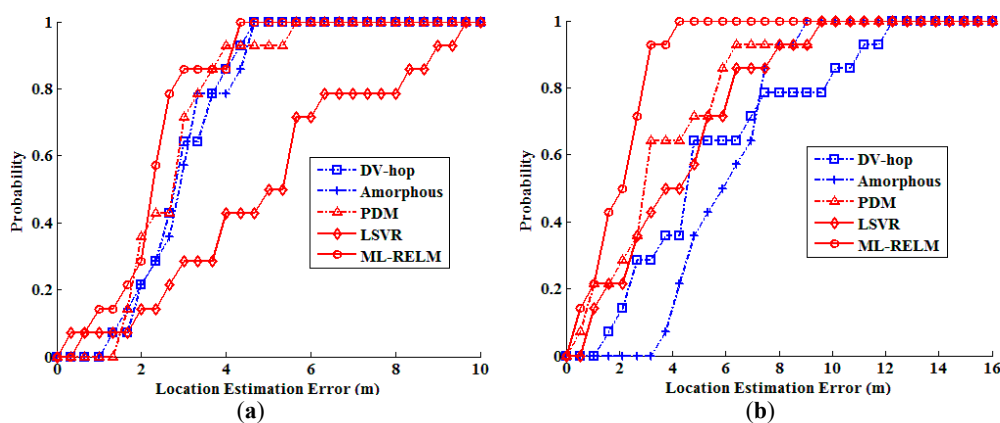 1
0.8
0.6
0.4
0.2
0
Probability
0
2
4
6
8
10
Location Estimation Error (m)
DV-hop
Amorphous
PDM
LSVR
ML-RELM
(a)
1
0.8
0.6
0.4
0.2
0
Probability
0
2
4
6
8
10
12
14
16
Location Estimation Error (m)
DV-hop
Amorphous
PDM
LSVR
ML-RELM
(b)